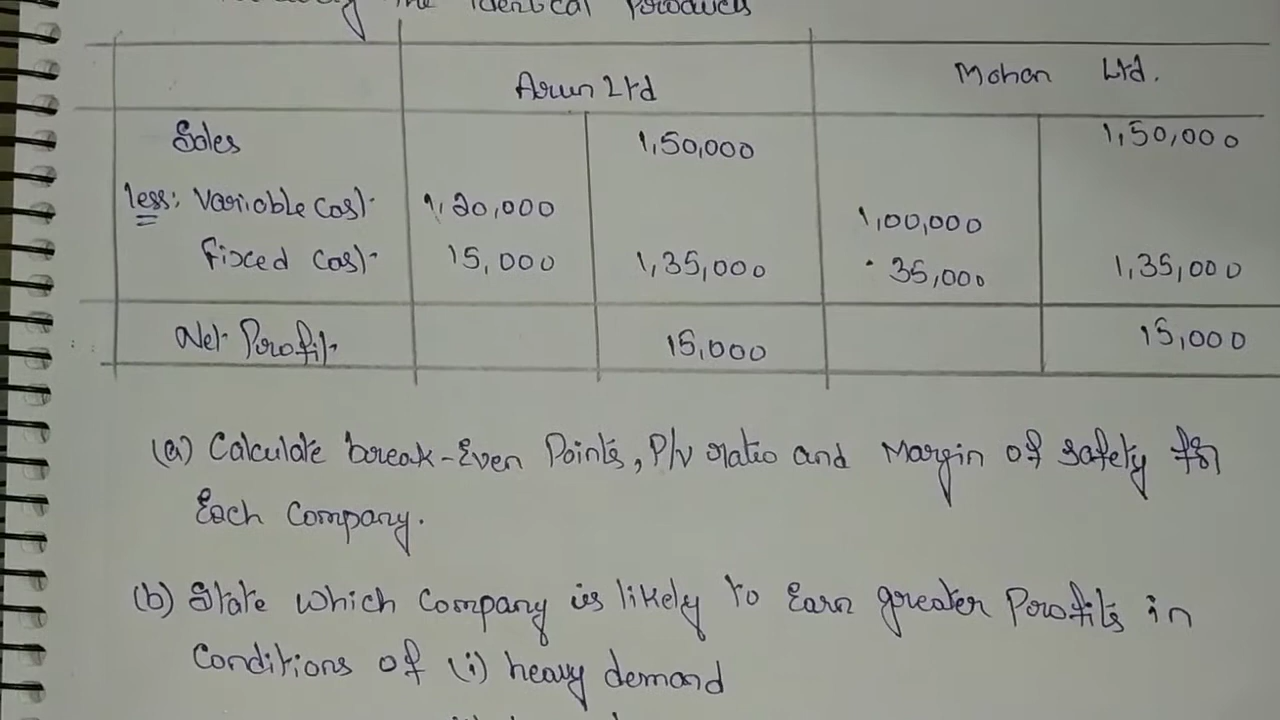 the identical Products
Arun Ltd Mohan Ltd.
Sales 1,50,000 1,50,000
less: Variable Cost 1,20,000 1,00,000
fixed Cost 15,000 1,35,000 35,000 1,35,000
Net Profit 15,000 15,000
(a) Calculate break-Even Points, P/v ratio and Margin of safety for
Each Company.
(b) State which Company is likely to Earn greater Profits in
Conditions of (i) heavy demand